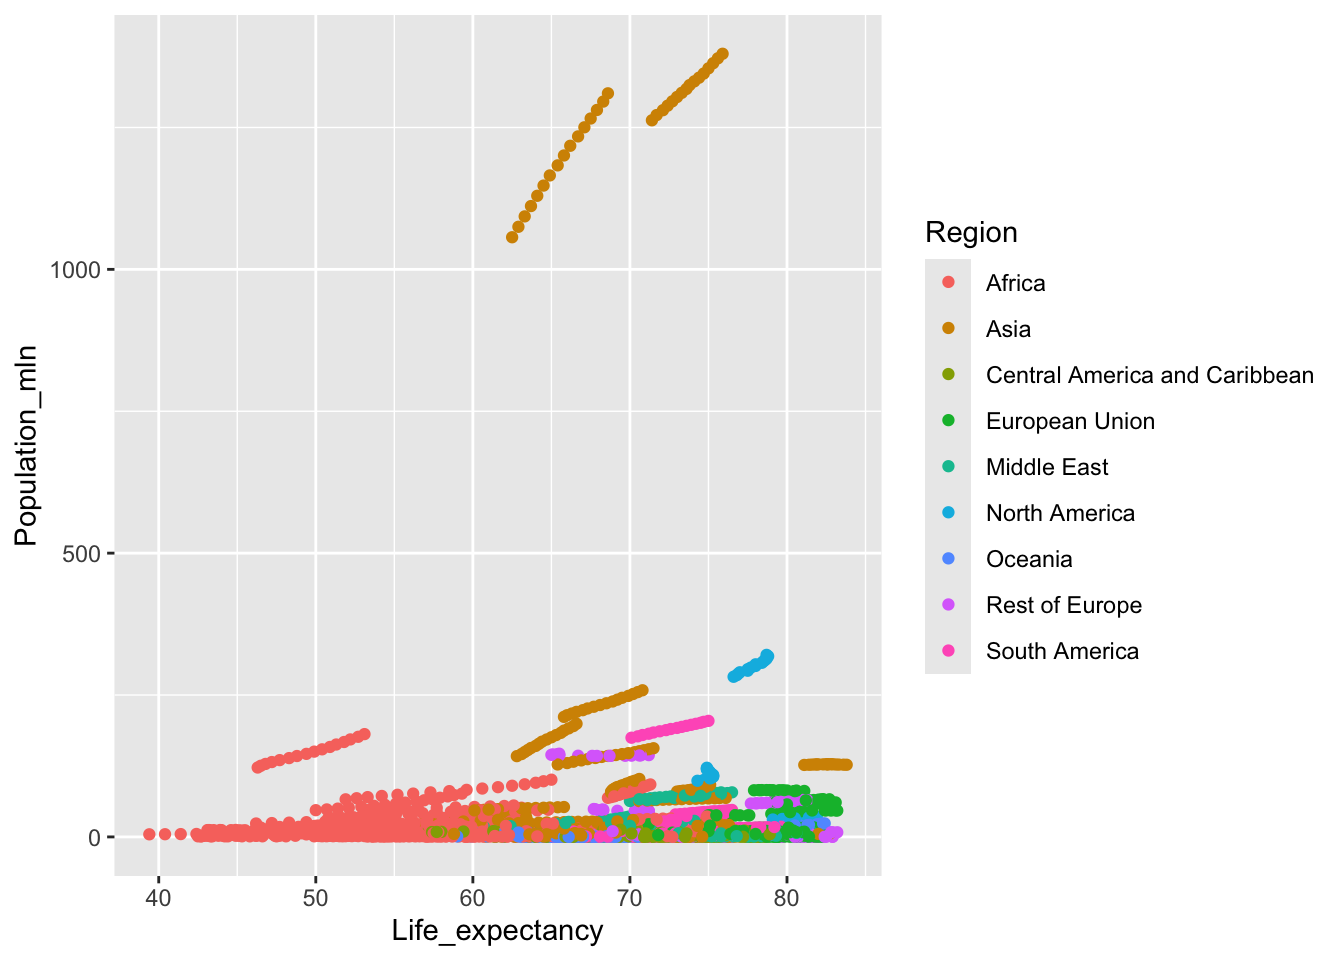 1000
500
0
Population_mln
40 50 60 70 80
Life_expectancy
Region
Africa
Asia
Central America and Caribbean
European Union
Middle East
North America
Oceania
Rest of Europe
South America